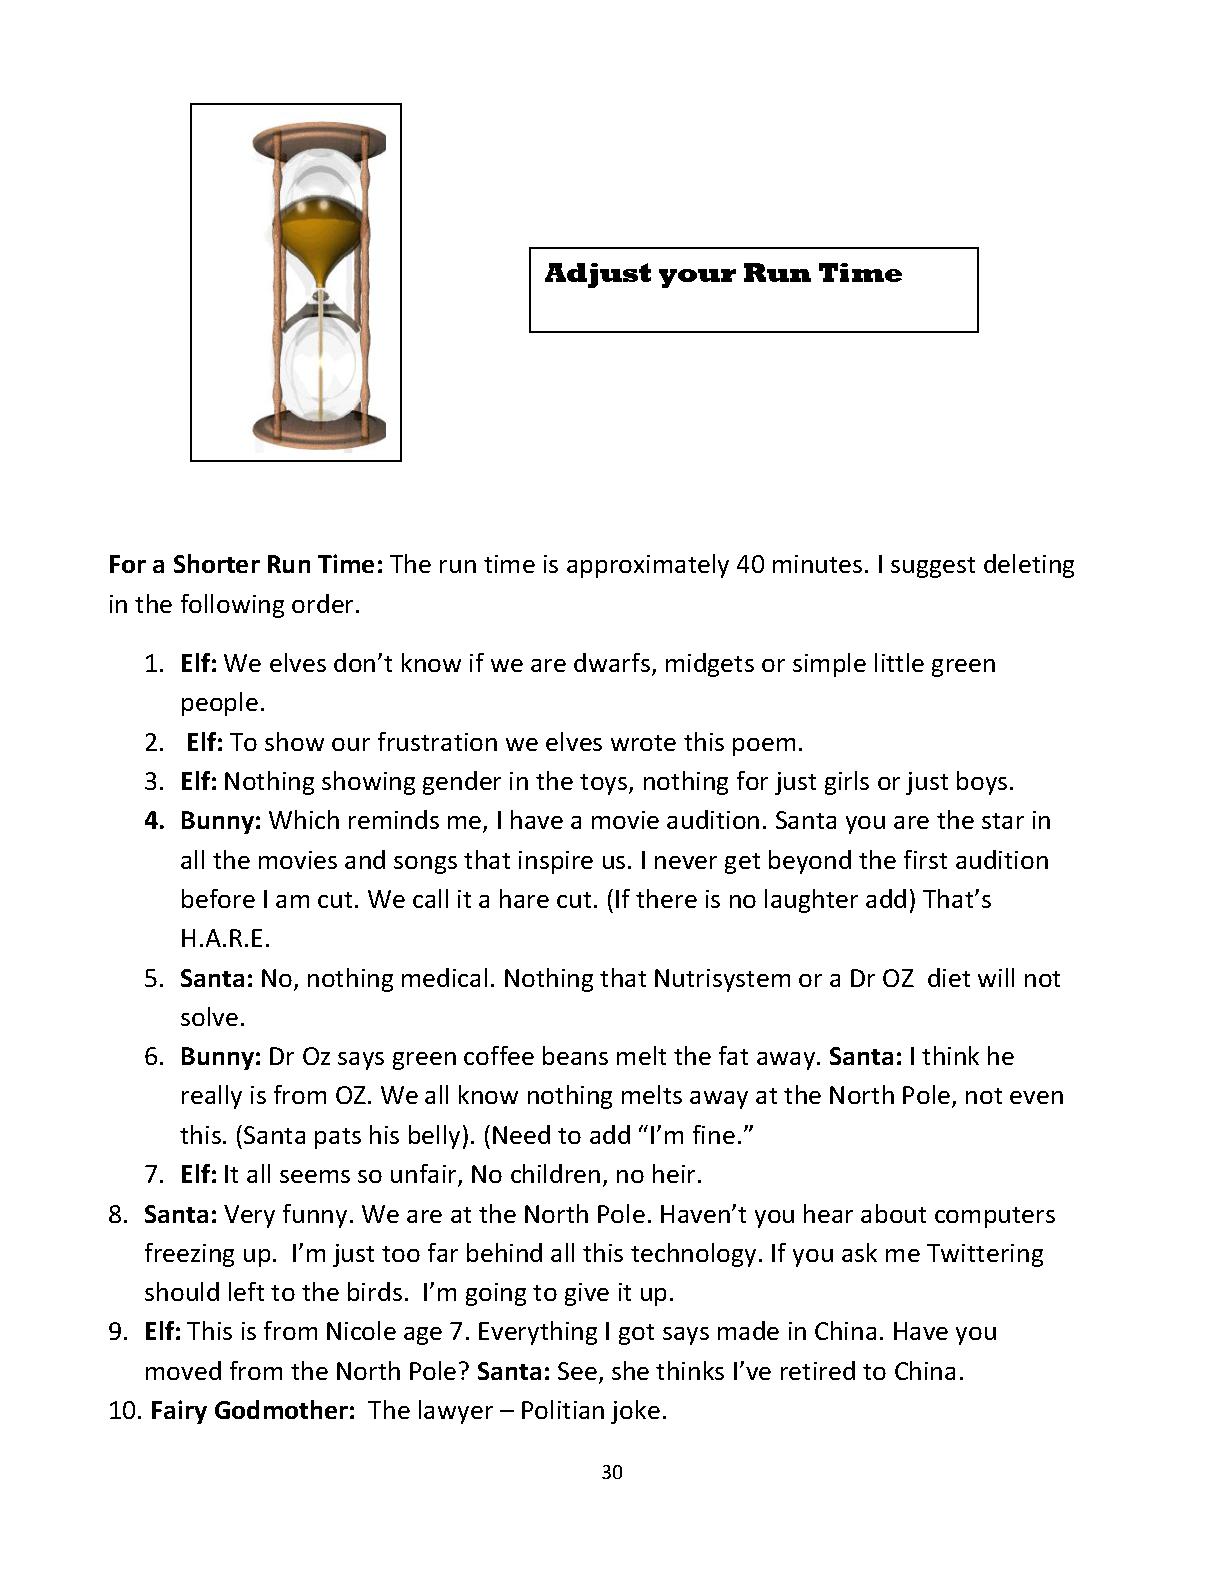 Adjust your Run Time
For a Shorter Run Time: The run time is approximately 40 minutes. I suggest deleting
in the following order.
1. Elf: We elves don’t know if we are dwarfs, midgets or simple little green
people.
2. Elf: To show our frustration we elves wrote this poem.
3. Elf: Nothing showing gender in the toys, nothing for just girls or just boys.
4. Bunny: Which reminds me, I have a movie audition. Santa you are the star in
all the movies and songs that inspire us. I never get beyond the first audition
before I am cut. We call it a hare cut. (If there is no laughter add) That’s
H.A.R.E.
5. Santa: No, nothing medical. Nothing that Nutrisystem or a Dr OZ  diet will not
solve.
6. Bunny: Dr Oz says green coffee beans melt the fat away. Santa: I think he
really is from OZ. We all know nothing melts away at the North Pole, not even
this. (Santa pats his belly). (Need to add “I’m fine.”
7. Elf: It all seems so unfair, No children, no heir.
8. Santa: Very funny. We are at the North Pole. Haven’t you hear about computers
freezing up.  I’m just too far behind all this technology. If you ask me Twittering
should left to the birds.  I’m going to give it up.
9. Elf: This is from Nicole age 7. Everything I got says made in China. Have you
moved from the North Pole? Santa: See, she thinks I’ve retired to China.
10. Fairy Godmother:  The lawyer – Politian joke.
30